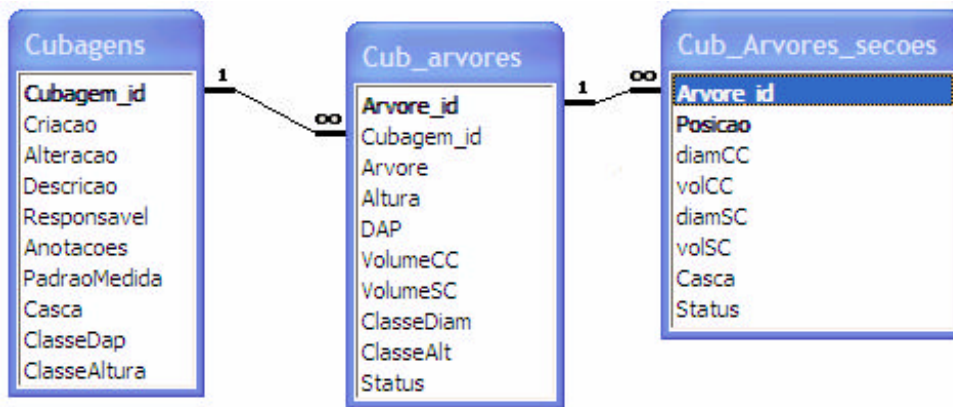 Cubagens
Cubagem_id
Criacao
Alteracao
Descricao
Responsavel
Anotacoes
PadraoMedida
Casca
ClasseDap
ClasseAltura
1
∞
Cub_arvores
Arvore_id
Cubagem_id
Arvore
Altura
DAP
VolumeCC
VolumeSC
ClasseDiam
ClasseAlt
Status
1
∞
Cub_Arvores_secoes
Arvore_id
Posicao
diamCC
volCC
diamSC
volSC
Casca
Status